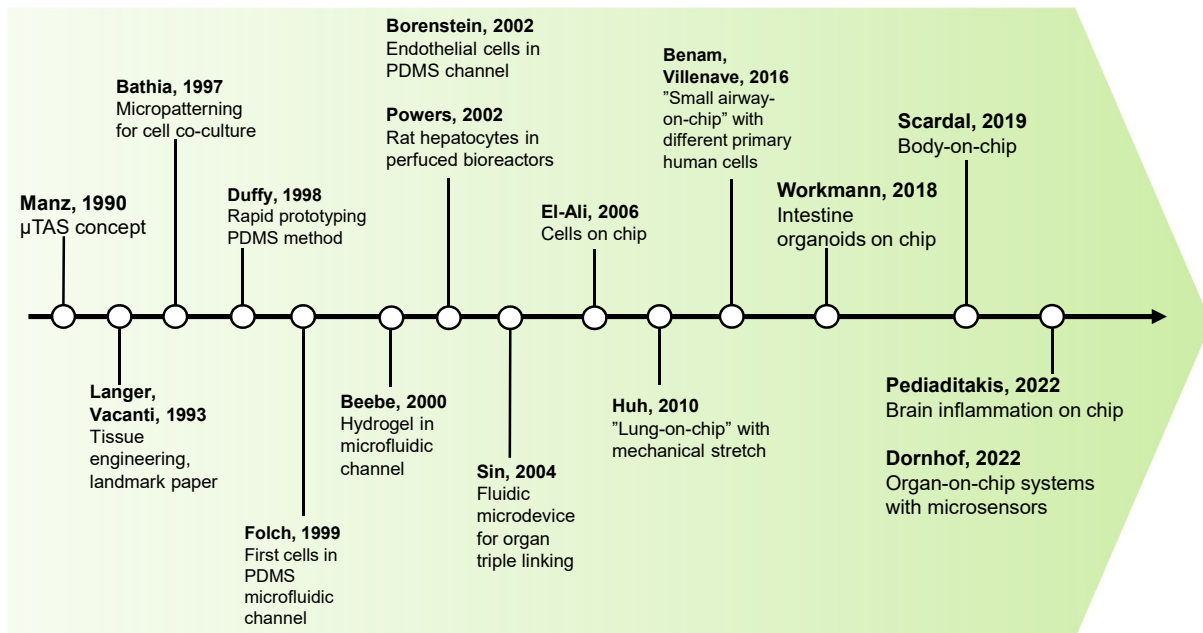 Manz, 1990
µTAS concept
Langer,
Vacanti, 1993
Tissue
engineering,
landmark paper
Bathia, 1997
Micropatterning
for cell co-culture
Duffy, 1998
Rapid prototyping
PDMS method
Folch, 1999
First cells in
PDMS
microfluidic
channel
Beebe, 2000
Hydrogel in
microfluidic
channel
Borenstein, 2002
Endothelial cells in
PDMS channel
Powers, 2002
Rat hepatocytes in
perfuced bioreactors
Sin, 2004
Fluidic
microdevice
for organ
triple linking
El-Ali, 2006
Cells on chip
Huh, 2010
”Lung-on-chip” with
mechanical stretch
Benam,
Villenave, 2016
”Small airway-
on-chip” with
different primary
human cells
Workmann, 2018
Intestine
organoids on chip
Scardal, 2019
Body-on-chip
Pediaditakis, 2022
Brain inflammation on chip
Dornhof, 2022
Organ-on-chip systems
with microsensors